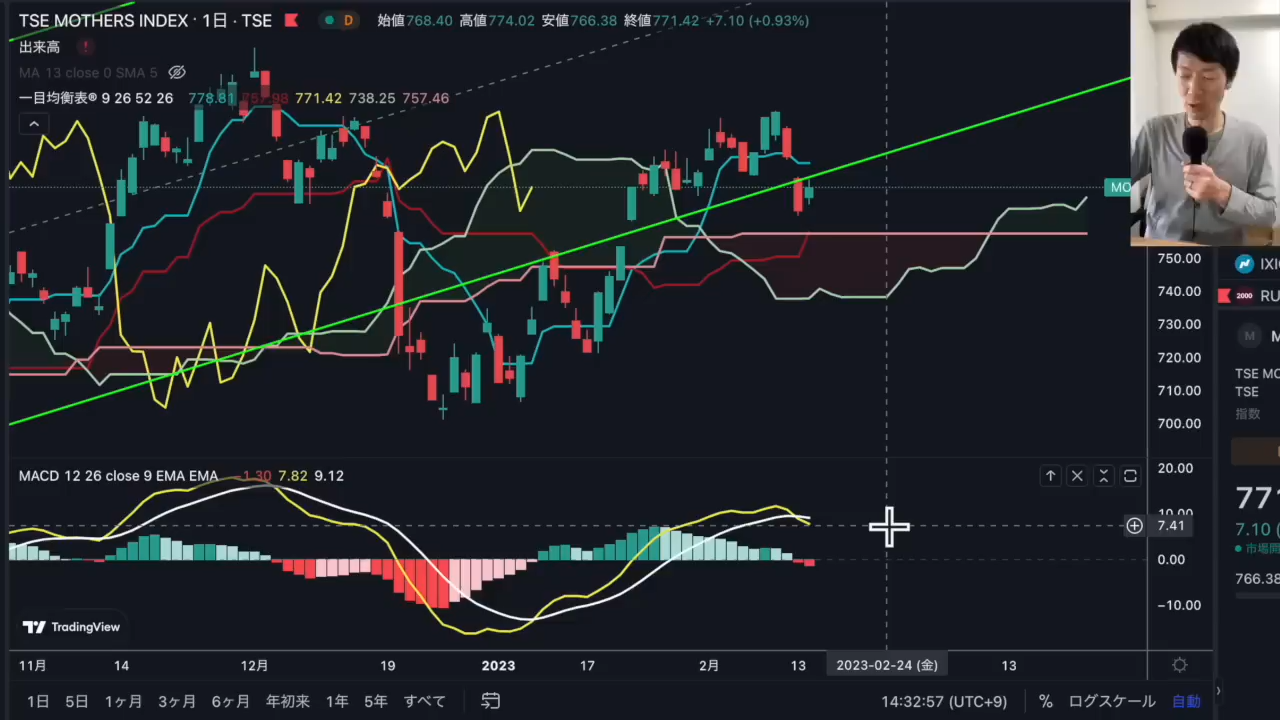 TSE MOTHERS INDEX · 1日 · TSE D 始値768.40 高値774.02 安値766.38 終値771.42 +7.10 (+0.93%)
出来高
MA 13 close 0 SMA 5
一目均衡表® 9 26 52 26 778.81 757.98 771.42 738.25 757.46
MO
750.00
740.00
730.00
720.00
710.00
700.00
IXI
2000 RU
M
TSE MO
TSE
指数
77
7.10 (
市場開
766.38
MACD 12 26 close 9 EMA EMA −1.30 7.82 9.12
20.00
10.00
7.41
0.00
−10.00
TradingView
11月 14 12月 19 2023 17 2月 13 2023-02-24 (金) 13
1日 5日 1ヶ月 3ヶ月 6ヶ月 年初来 1年 5年 すべて 14:32:57 (UTC+9) % ログスケール 自動